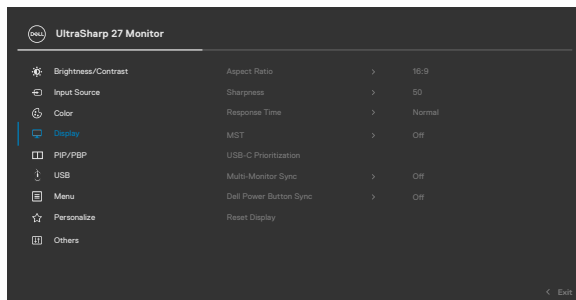 DELL UltraSharp 27 Monitor
Brightness/Contrast Aspect Ratio > 16:9
Input Source Sharpness > 50
Color Response Time > Normal
Display MST > Off
PIP/PBP USB-C Prioritization
USB Multi-Monitor Sync > Off
Menu Dell Power Button Sync > Off
Personalize Reset Display
Others
< Exit